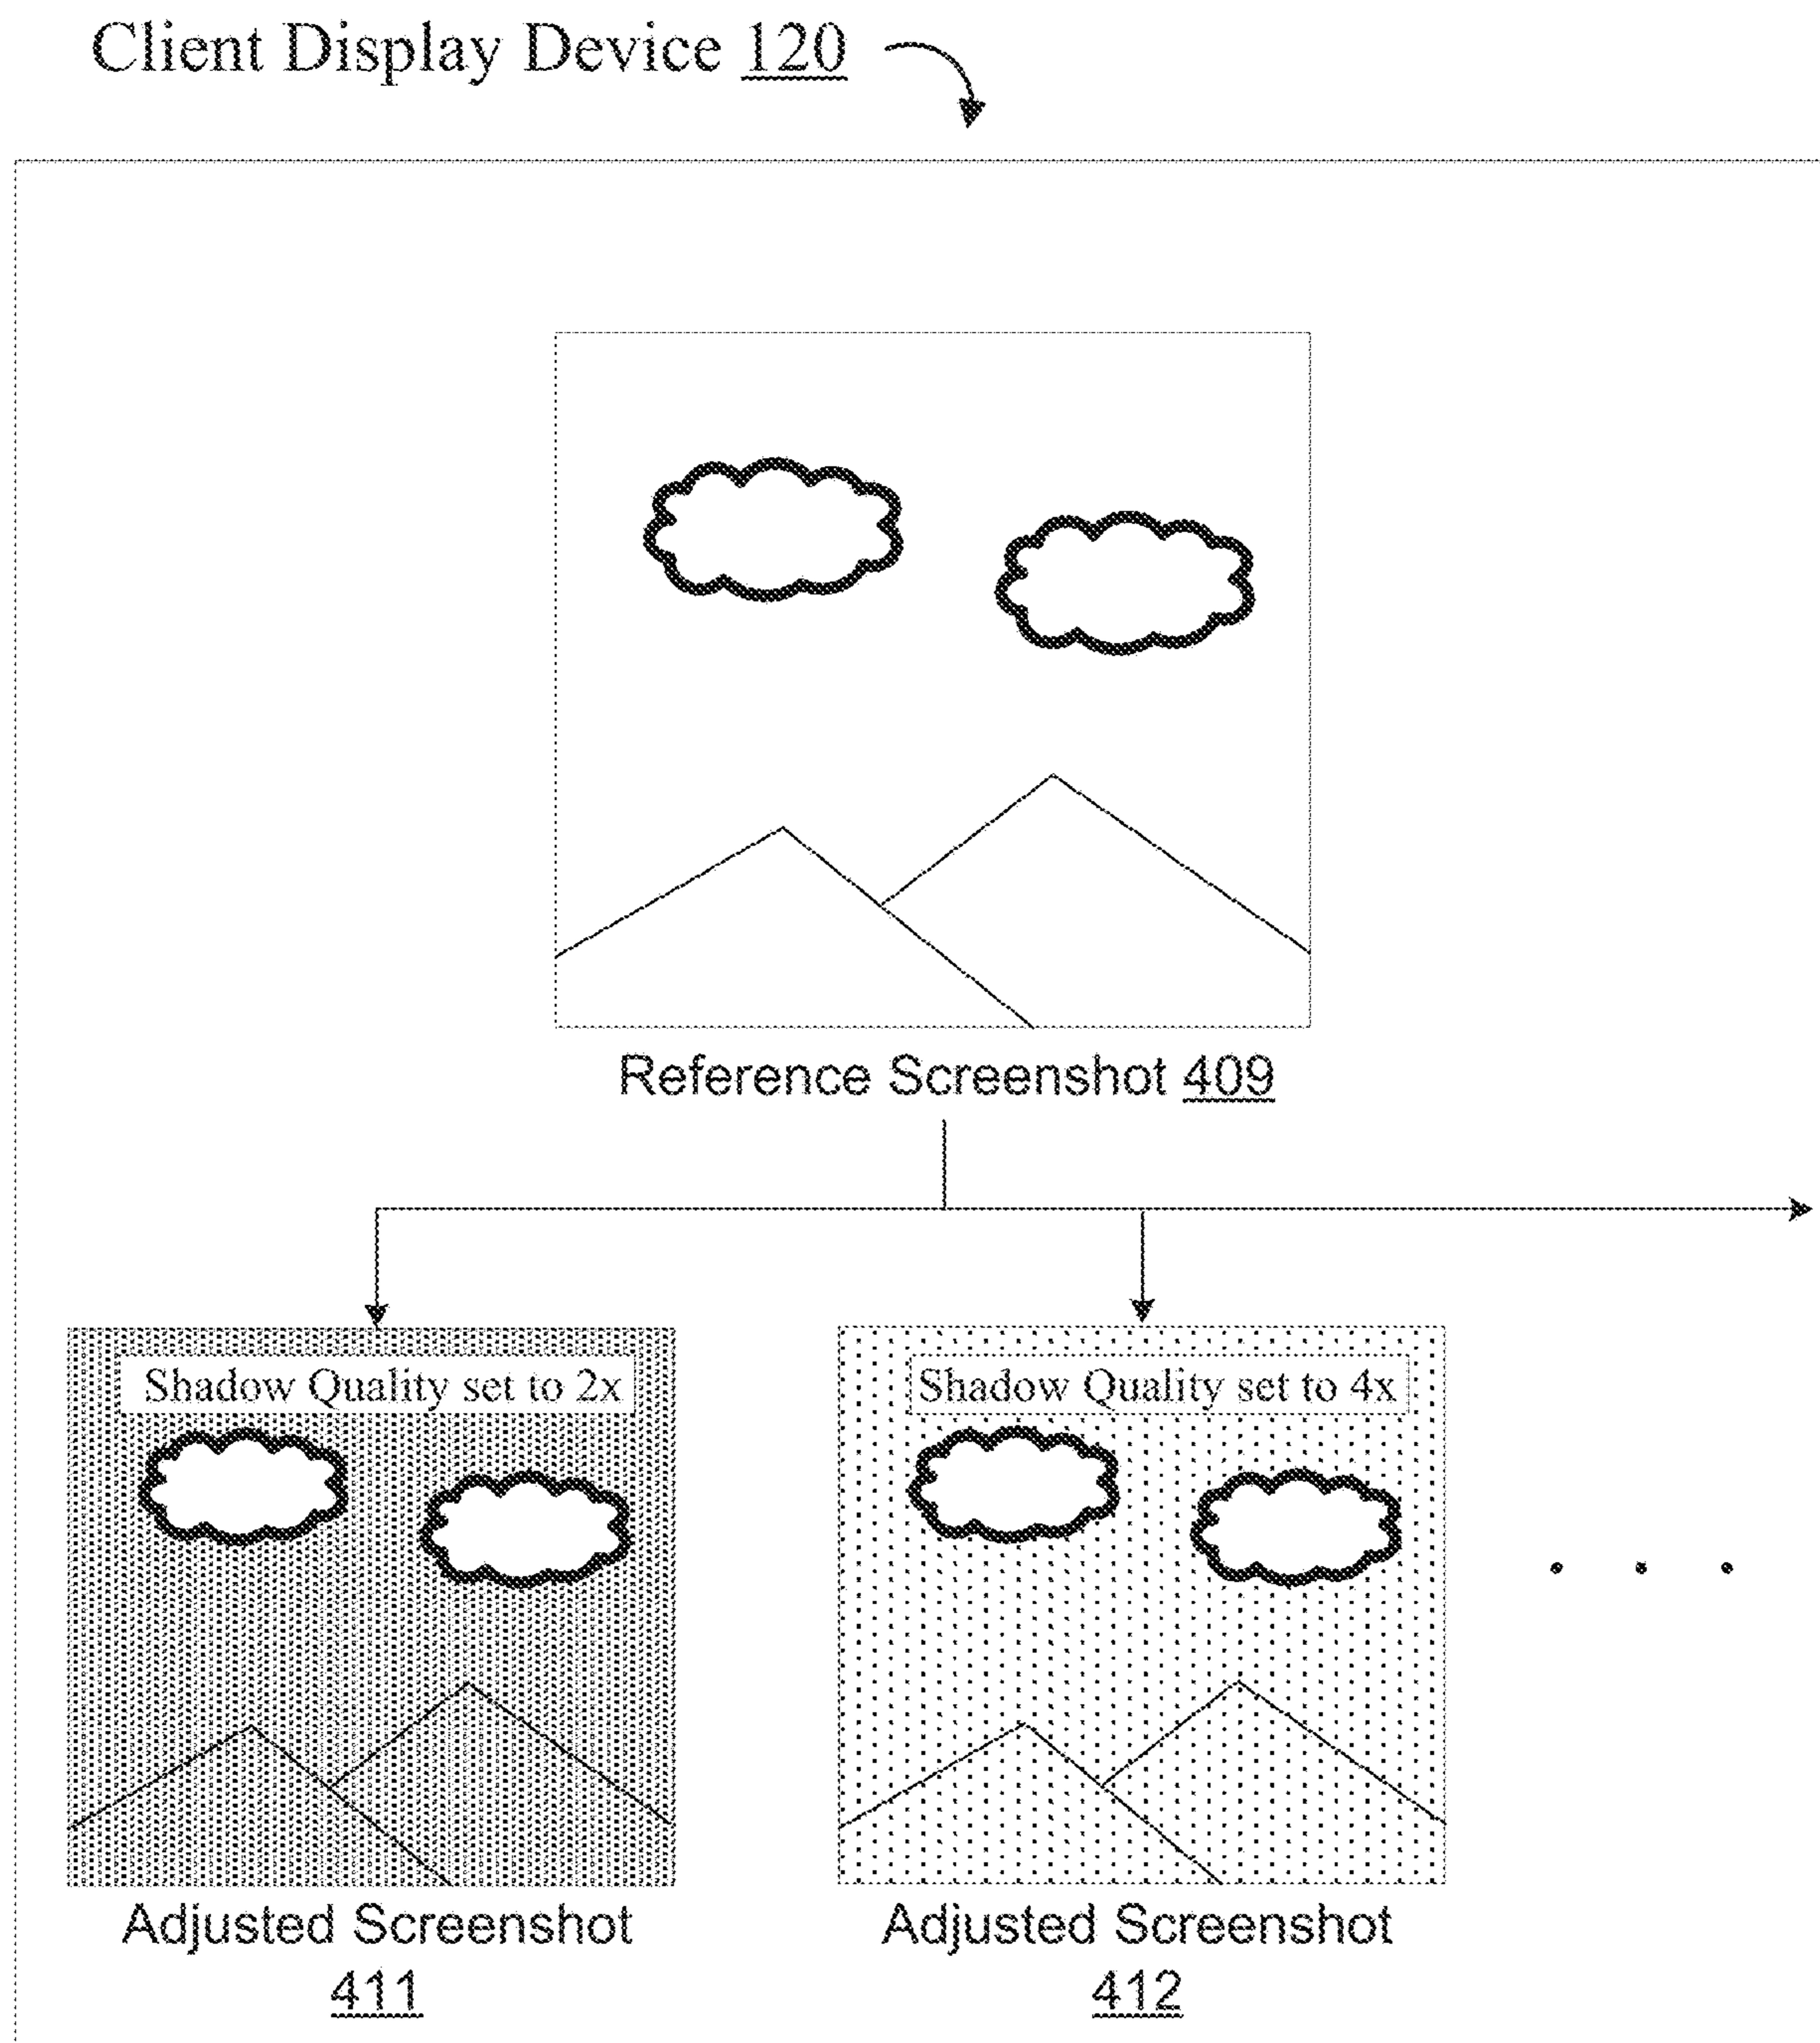 Client Display Device 120
Reference Screenshot 409
Shadow Quality set to 2x
Shadow Quality set to 4x
Adjusted Screenshot
411
Adjusted Screenshot
412